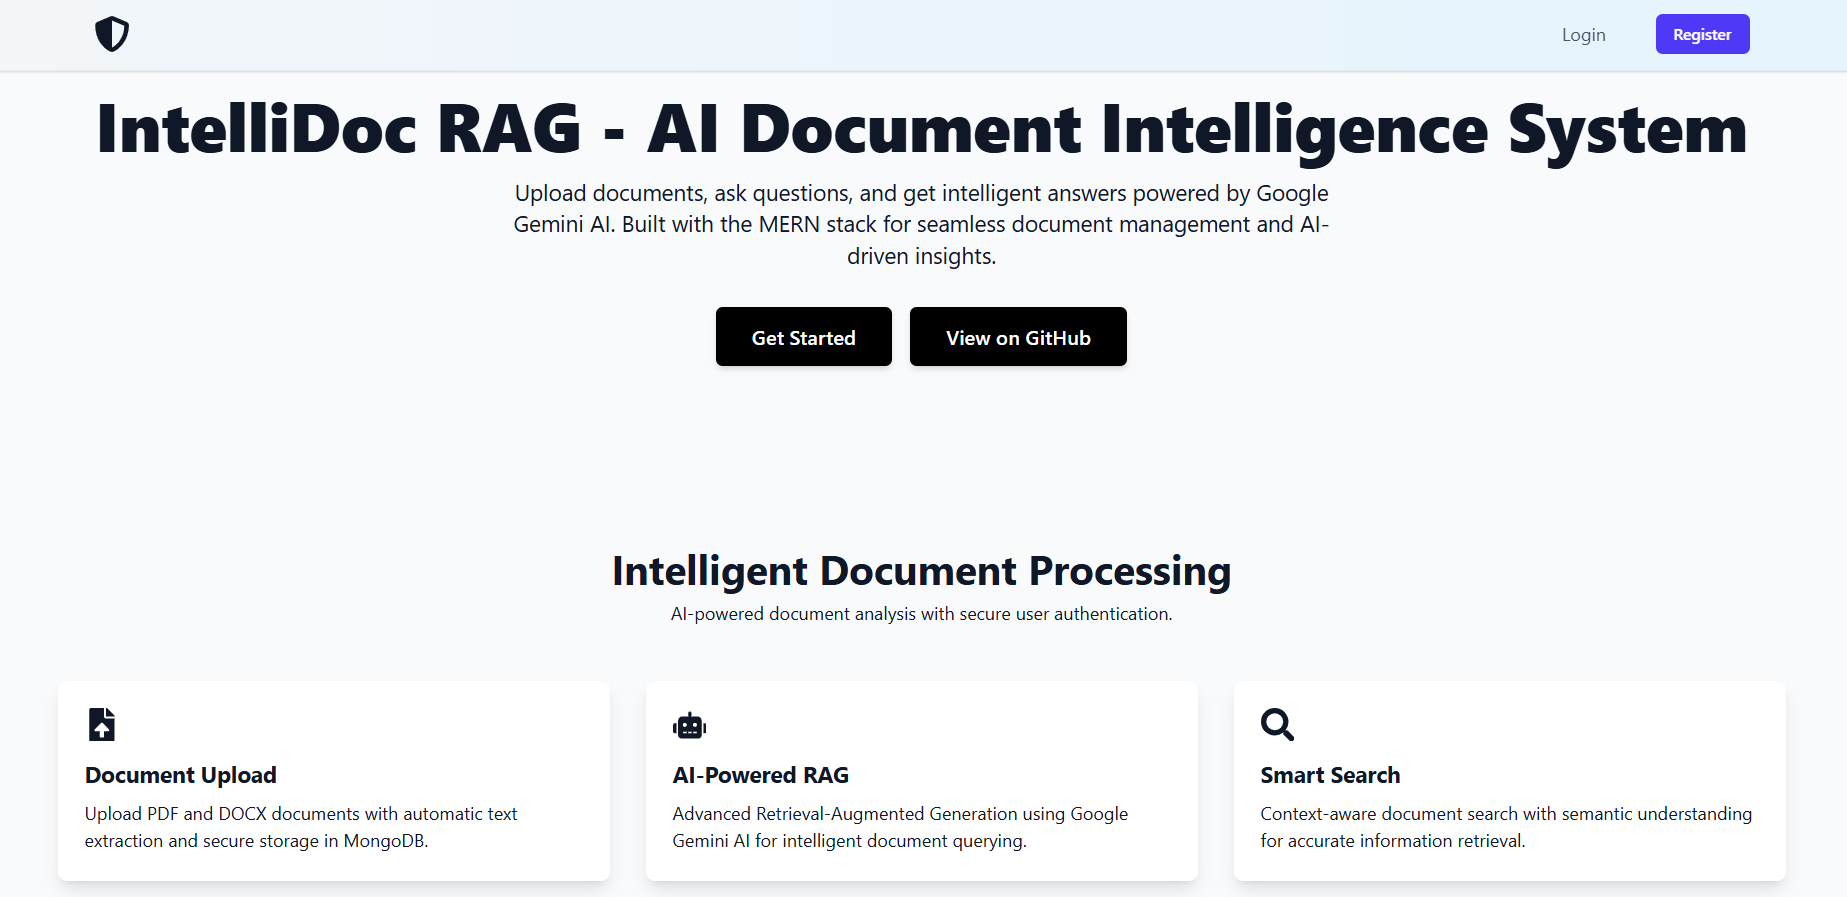 Login
Register
IntelliDoc RAG - AI Document Intelligence System
Upload documents, ask questions, and get intelligent answers powered by Google
Gemini AI. Built with the MERN stack for seamless document management and AI-
driven insights.
Get Started
View on GitHub
Intelligent Document Processing
AI-powered document analysis with secure user authentication.
Document Upload
Upload PDF and DOCX documents with automatic text
extraction and secure storage in MongoDB.
AI-Powered RAG
Advanced Retrieval-Augmented Generation using Google
Gemini AI for intelligent document querying.
Smart Search
Context-aware document search with semantic understanding
for accurate information retrieval.